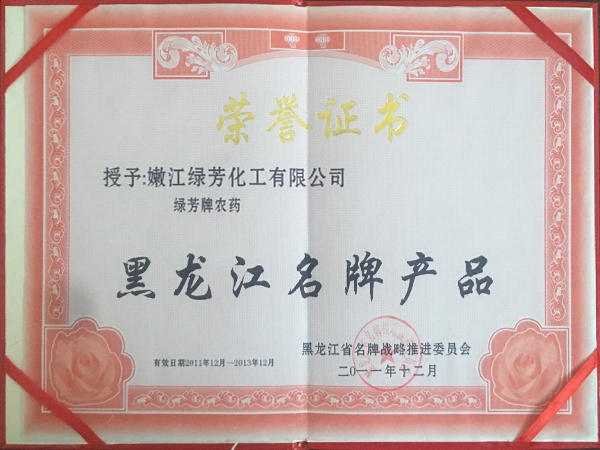 荣誉证书
授予:嫩江绿芳化工有限公司
绿芳牌农药
黑龙江名牌产品
有效日期2011年12月—2013年12月
黑龙江省名牌战略推进委员会
二〇一一年十二月